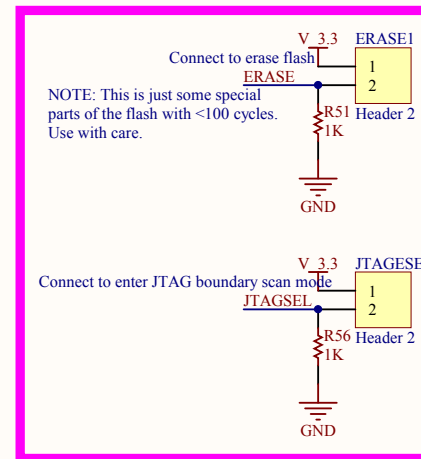 V_3.3
ERASE1
Connect to erase flash
1
ERASE
2
NOTE: This is just some special
parts of the flash with <100 cycles.
Use with care.
R51
1K
Header 2
GND
V_3.3
JTAGESE
Connect to enter JTAG boundary scan mode
1
JTAGSEL
2
R56
1K
Header 2
GND